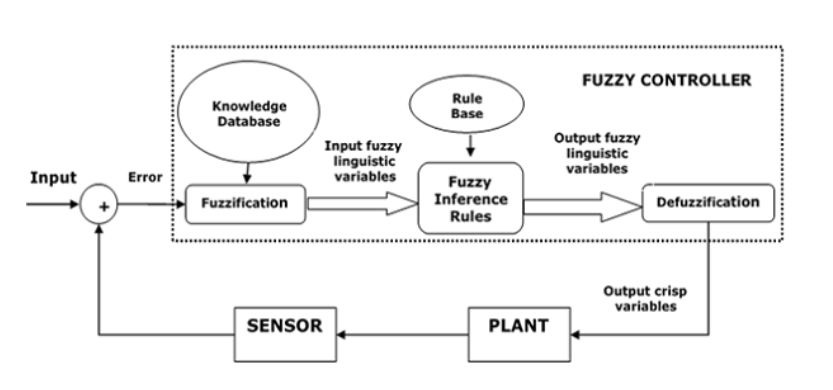 FUZZY CONTROLLER
Knowledge
Database
Rule
Base
Input fuzzy
linguistic
variables
Output fuzzy
linguistic
variables
Input
Error
+
Fuzzification
Fuzzy
Inference
Rules
Defuzzification
Output crisp
variables
SENSOR
PLANT